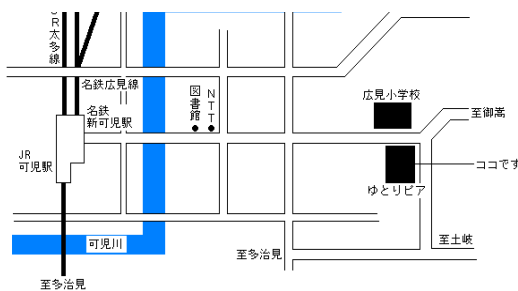 JR太多線
名鉄広見線
名鉄
新可児駅
図書館
NTT
広見小学校
至御嵩
JR
可児駅
ココです
ゆとりピア
可児川
至多治見
至土岐
至多治見